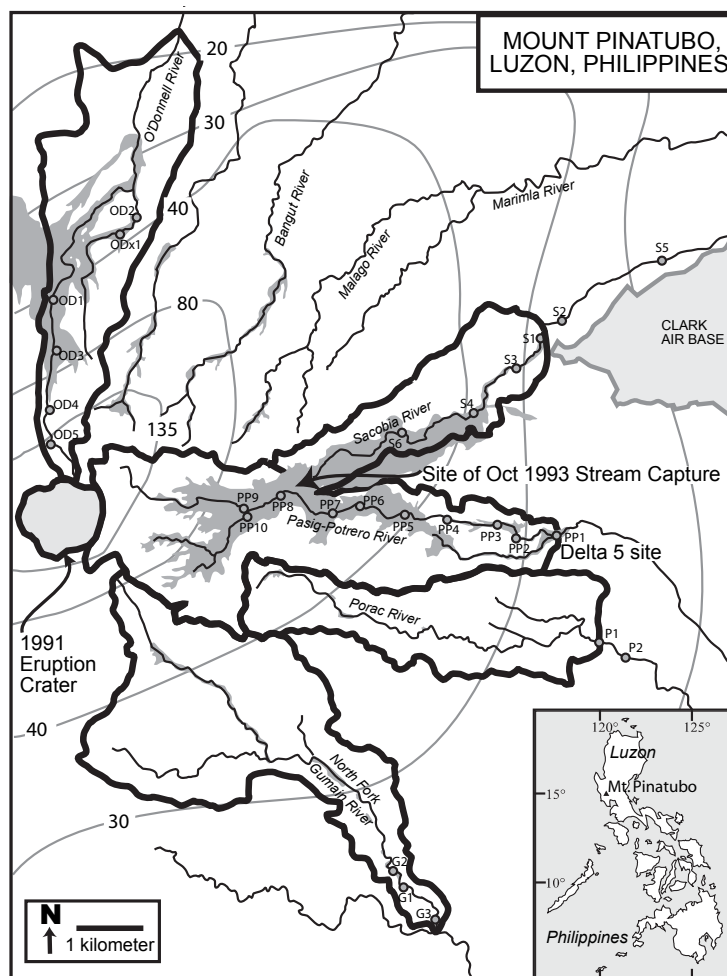 MOUNT PINATUBO,
LUZON, PHILIPPINES
20
30
O'Donnell River
OD2
ODx1
40
Bangut River
Malago River
Marimla River
S5
S2
CLARK
AIR BASE
OD1
80
S1
OD3
S3
OD4
S4
Sacobia River
135
OD5
S6
Site of Oct 1993 Stream Capture
PP9
PP8
PP10
PP7
PP6
PP5
Pasig-Potrero River
PP4
PP3
PP2
PP1
Delta 5 site
1991
Eruption
Crater
Porac River
P1
P2
40
30
North Fork
Gumain River
G2
G1
G3
N
1 kilometer
120°
125°
Luzon
Mt. Pinatubo
15°
10°
Philippines